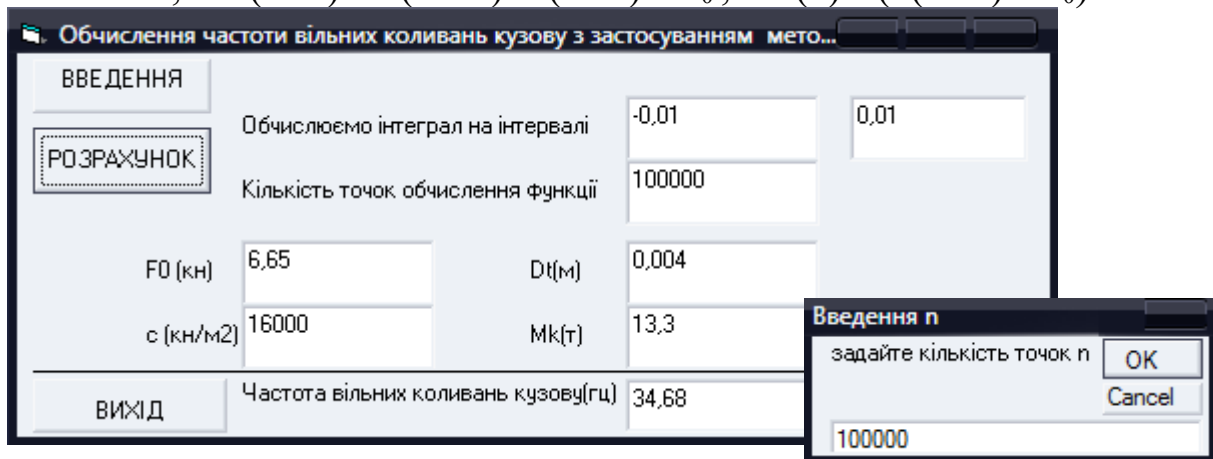 Обчислення частоти вільних коливань кузову з застосуванням мето...
ВВЕДЕННЯ
Обчислюємо інтеграл на інтервалі -0,01 0,01
РОЗРАХУНОК
Кількість точок обчислення функції 100000
F0 (кн) 6,65 Dt(м) 0,004
c (кн/м2) 16000 Mk(т) 13,3
Частота вільних коливань кузову(гц) 34,68
ВИХІД
Введення n
задайте кількість точок n
OK
Cancel
100000